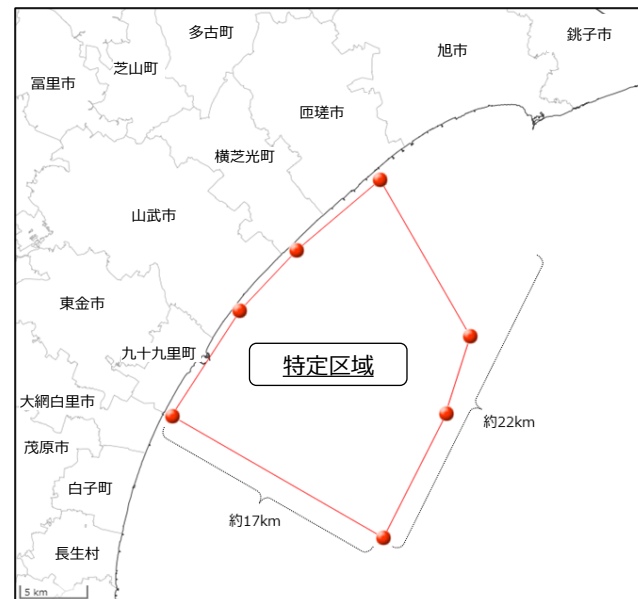 多古町
銚子市
旭市
芝山町
冨里市
匝瑳市
横芝光町
山武市
東金市
九十九里町
特定区域
大網白里市
約22km
茂原市
白子町
約17km
長生村
5 km